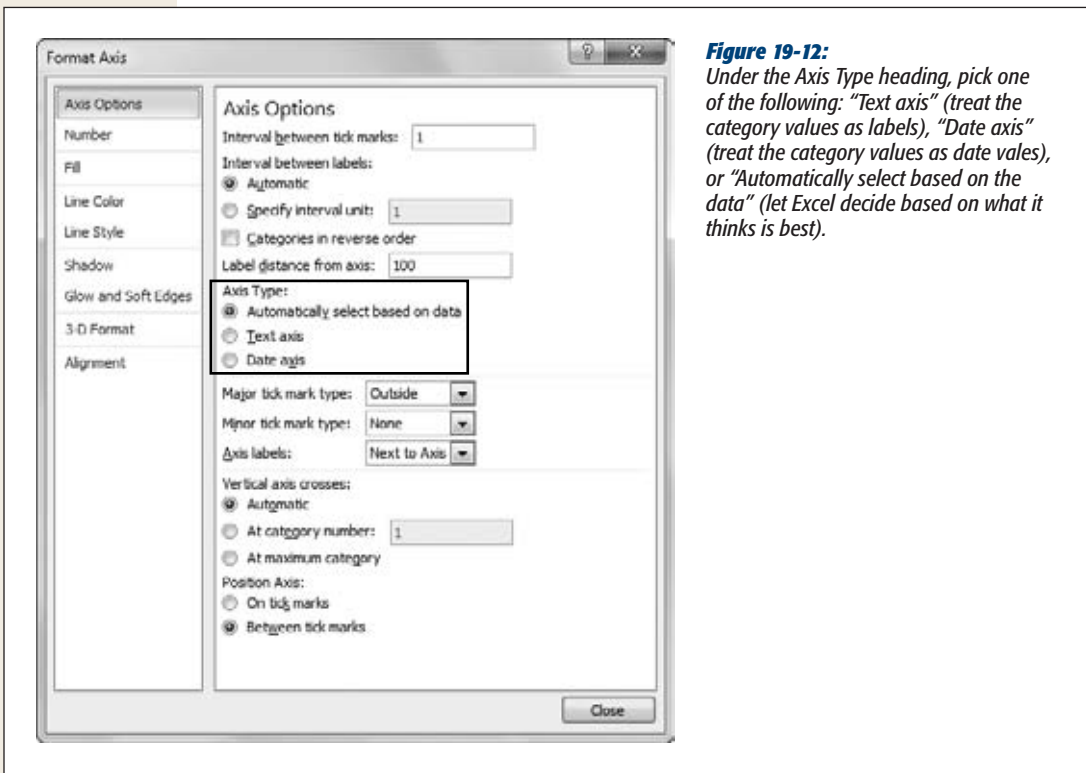 Format Axis
Axis Options
Number
Fill
Line Color
Line Style
Shadow
Glow and Soft Edges
3-D Format
Alignment
Axis Options
Interval between tick marks: 1
Interval between labels:
Automatic
Specify interval unit: 1
Categories in reverse order
Label distance from axis: 100
Axis Type:
Automatically select based on data
Text axis
Date axis
Major tick mark type: Outside
Minor tick mark type: None
Axis labels: Next to Axis
Vertical axis crosses:
Automatic
At category number: 1
At maximum category
Position Axis:
On tick marks
Between tick marks
Close
Figure 19-12:
Under the Axis Type heading, pick one
of the following: “Text axis” (treat the
category values as labels), “Date axis”
(treat the category values as date vales),
or “Automatically select based on the
data” (let Excel decide based on what it
thinks is best).